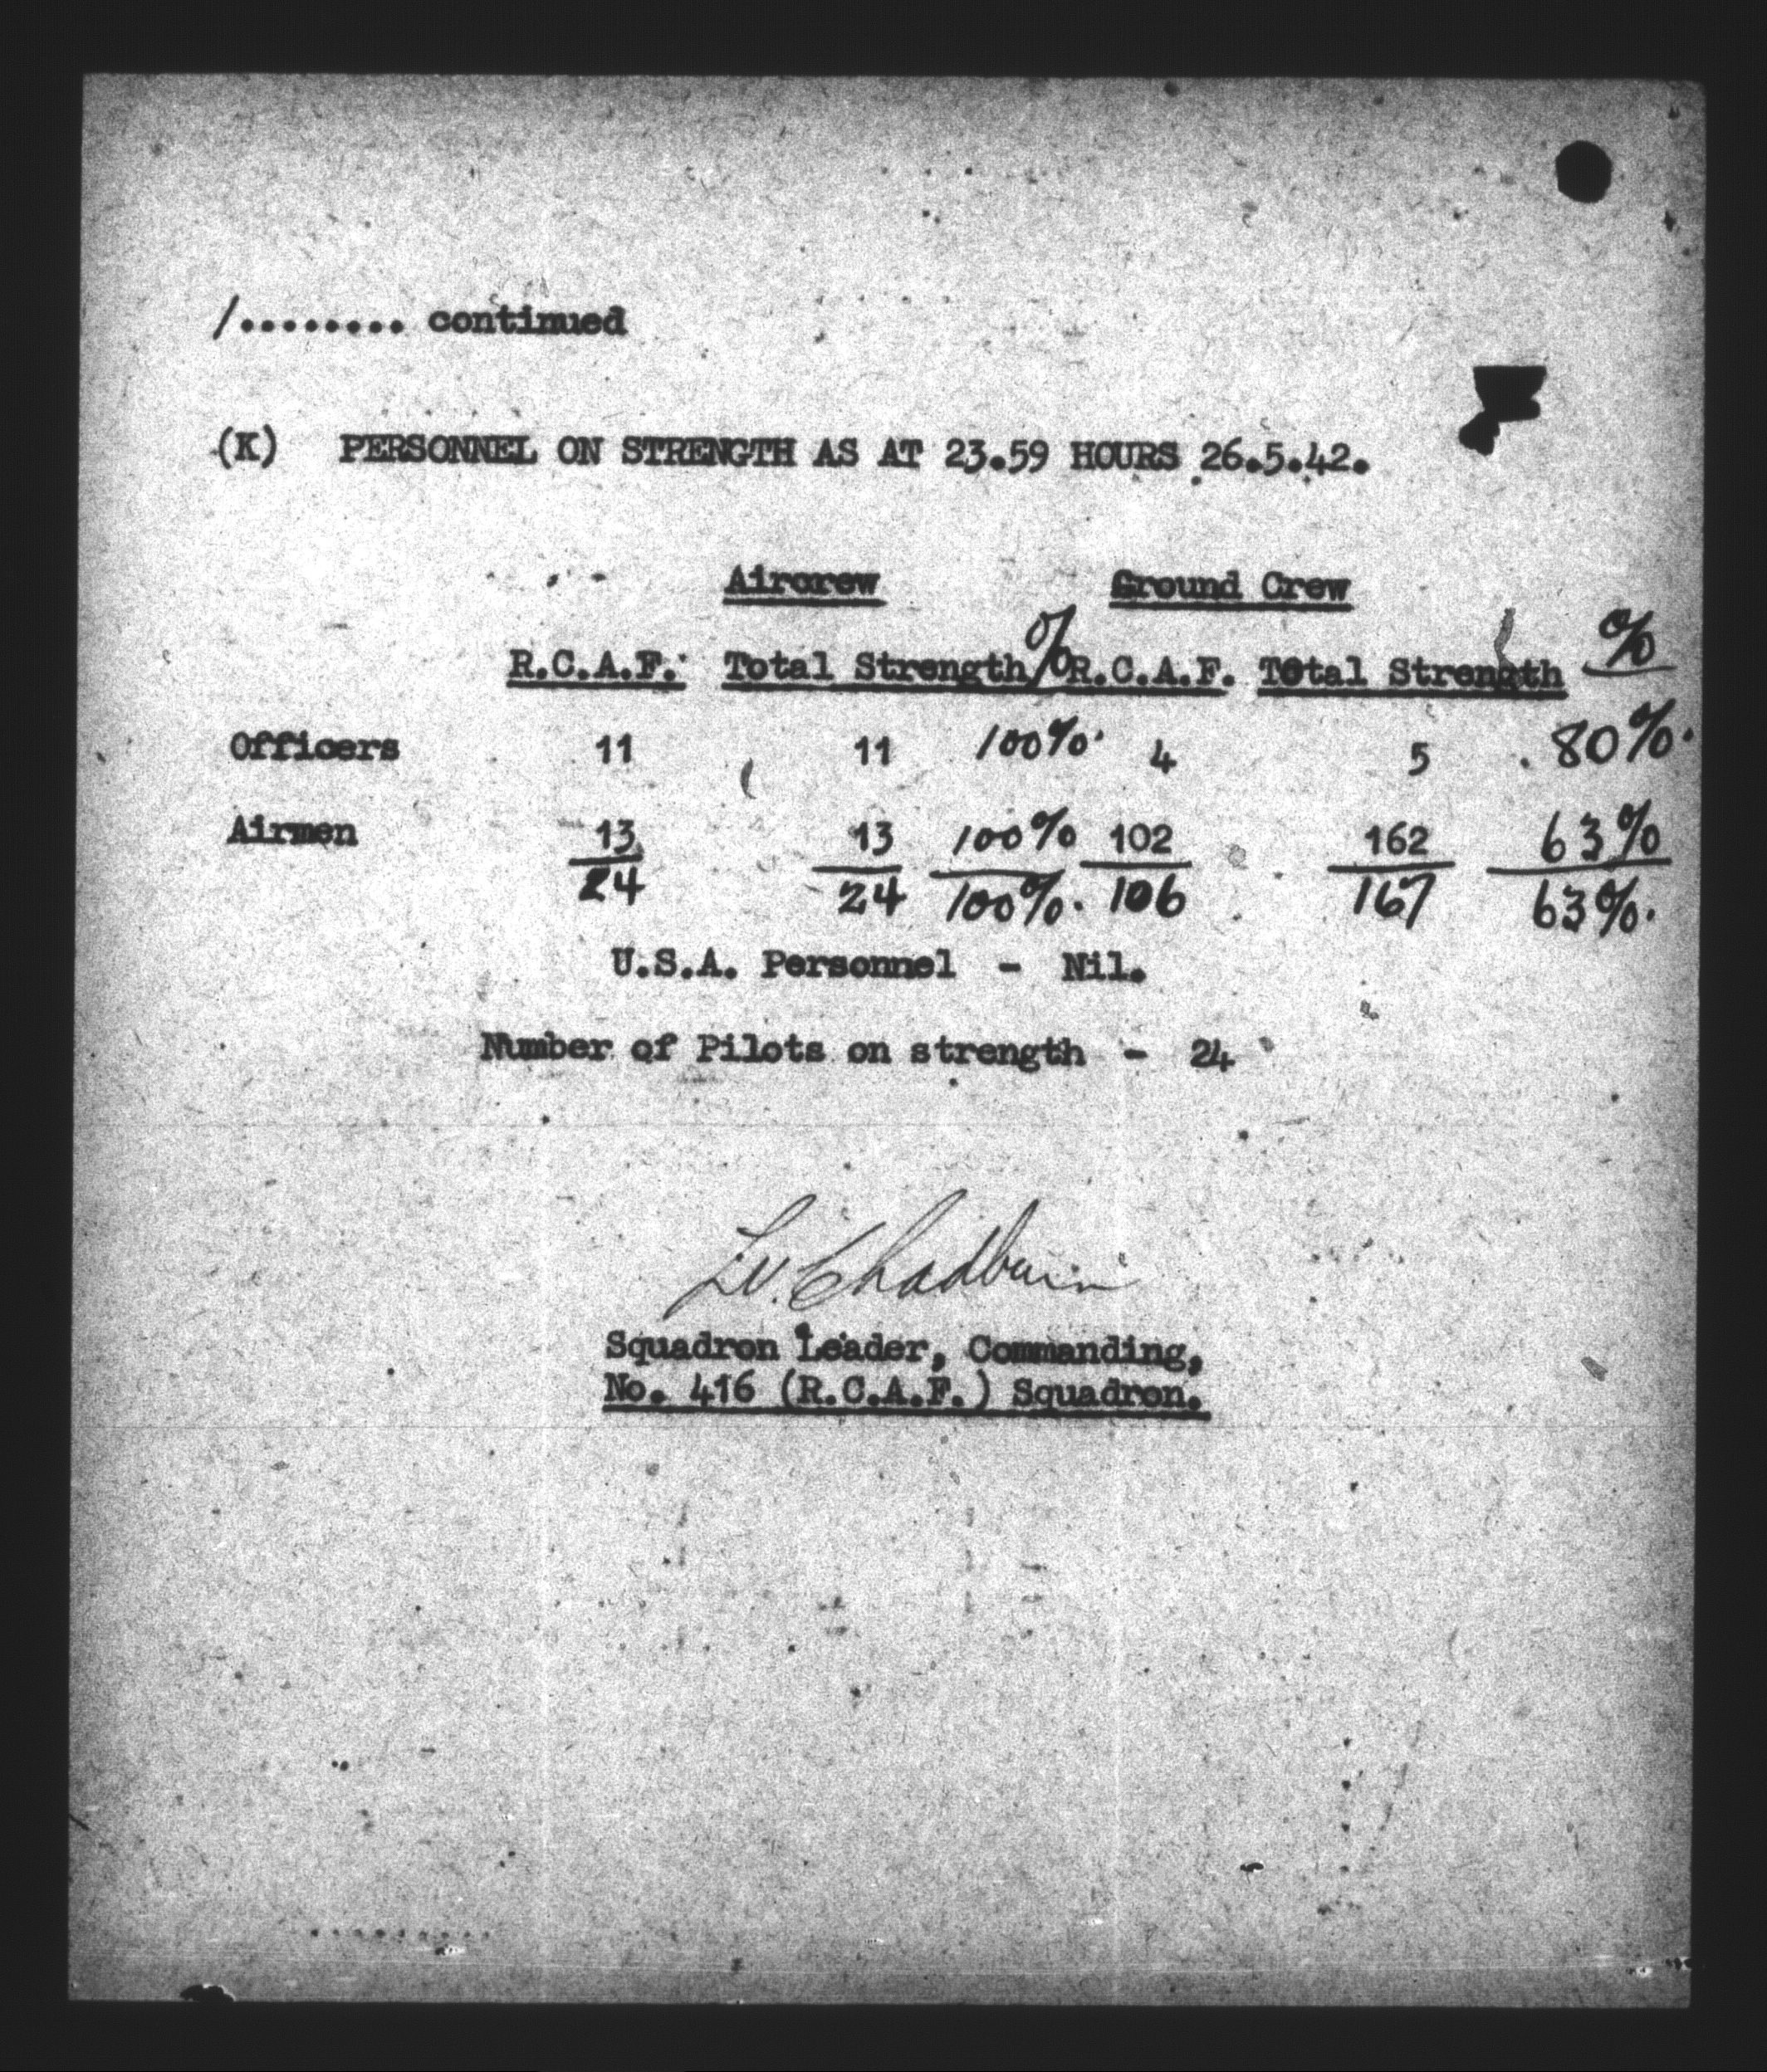 /........ continued
(K) PERSONNEL ON STRENGTH AS AT 23.59 HOURS 26.5.42.
Aircrew Ground Crew
R.C.A.F. Total Strength % R.C.A.F. Total Strength %
Officers 11 11 100%. 4 5 80%.
Airmen 13 13 100% 102 162 63%
24 24 100%. 106 167 63%.
U.S.A. Personnel - Nil.
Number of Pilots on strength - 24
L.V. Chadburn
Squadron Leader, Commanding,
No. 416 (R.C.A.F.) Squadron.